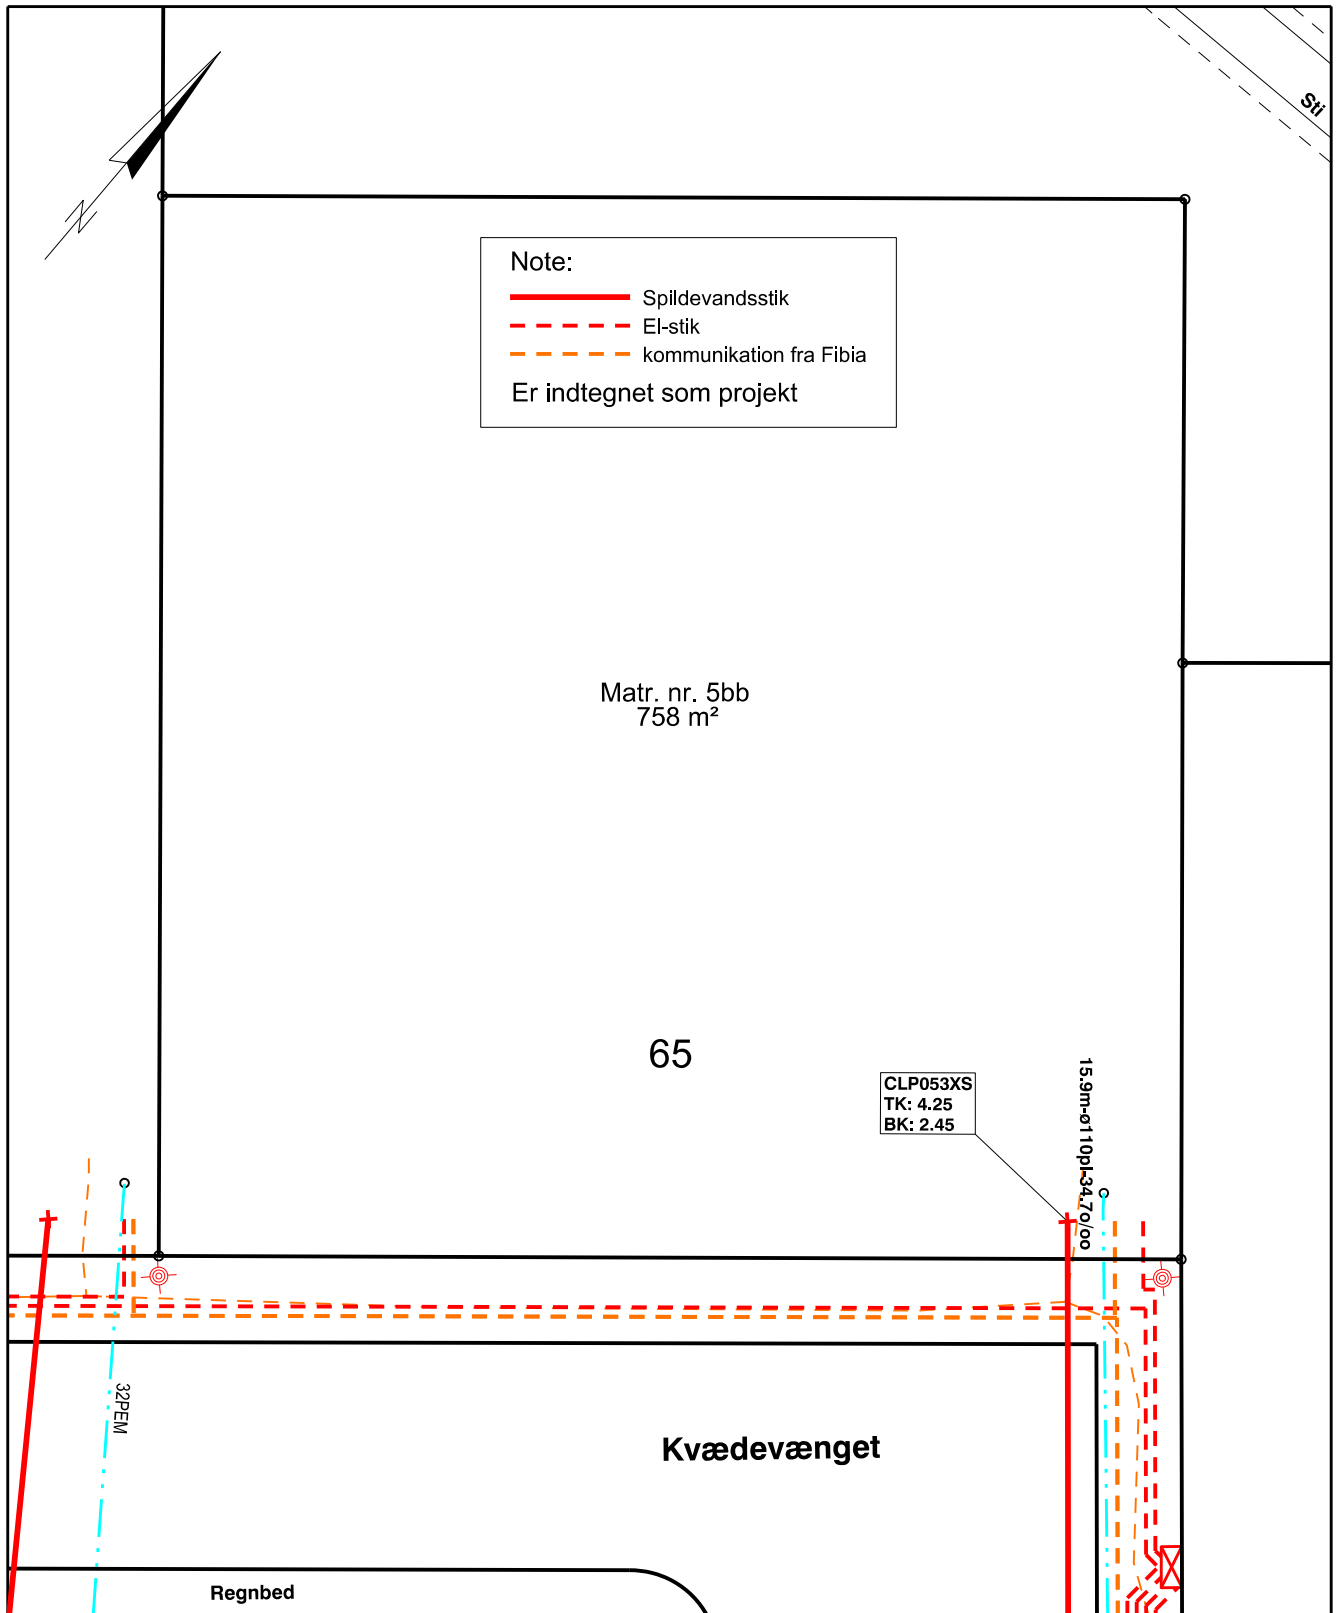 Sti
N
Note:
Spildevandsstik
El-stik
kommunikation fra Fibia
Er indtegnet som projekt
Matr. nr. 5bb
758 m²
65
CLP053XS
TK: 4.25
BK: 2.45
15.9m-ø110pl-34.7o/oo
32PEM
Kvædevænget
Regnbed